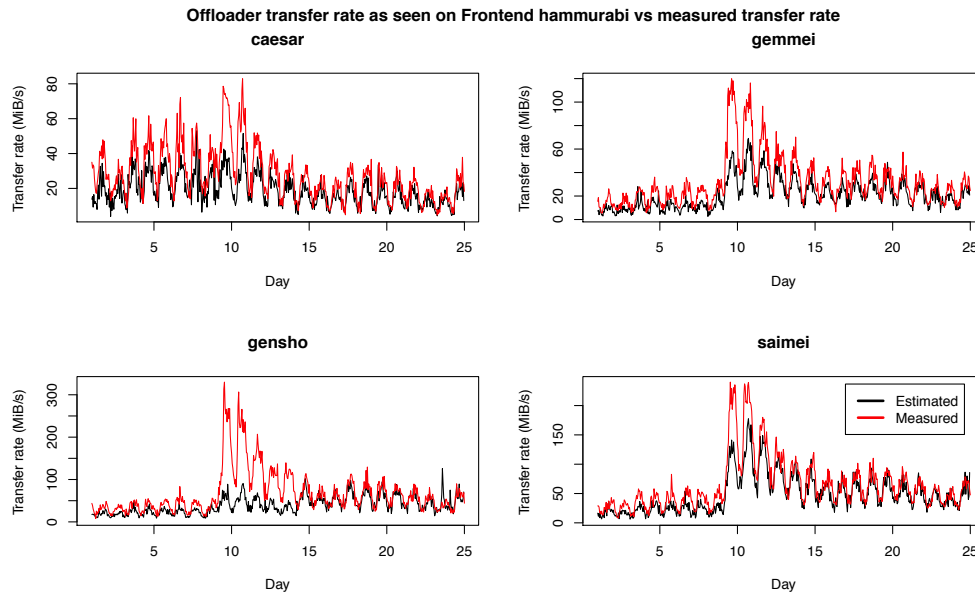 Offloader transfer rate as seen on Frontend hammurabi vs measured transfer rate
caesar
Transfer rate (MiB/s)
80
60
40
20
5 10 15 20 25
Day
gemmei
Transfer rate (MiB/s)
100
60
20
0
5 10 15 20 25
Day
gensho
Transfer rate (MiB/s)
300
200
100
0
5 10 15 20 25
Day
saimei
Transfer rate (MiB/s)
150
50
0
5 10 15 20 25
Day
Estimated
Measured